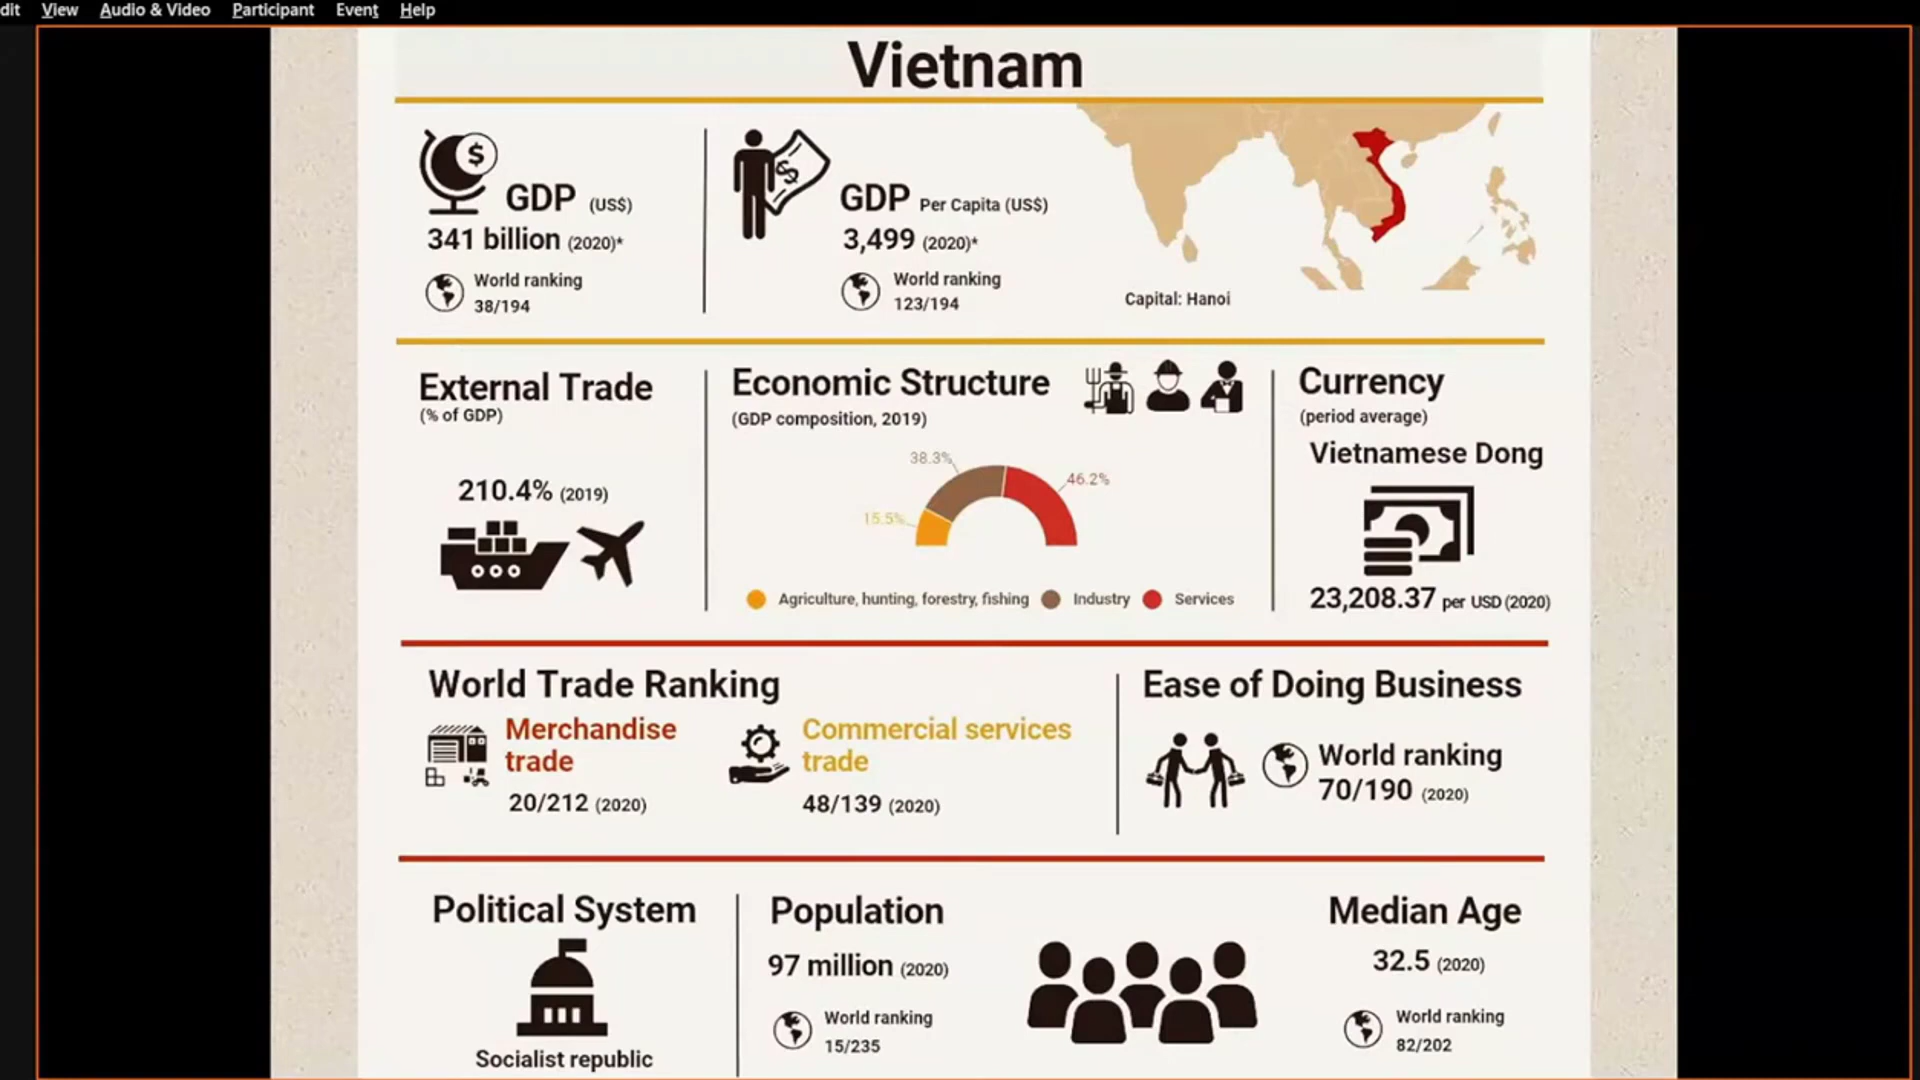 dit View Audio & Video Participant Event Help
Vietnam
GDP (US$)
341 billion (2020)*
World ranking
38/194
GDP Per Capita (US$)
3,499 (2020)*
World ranking
123/194
Capital: Hanoi
External Trade
(% of GDP)
210.4% (2019)
Economic Structure
(GDP composition, 2019)
38.3%
46.2%
15.5%
Agriculture, hunting, forestry, fishing Industry Services
Currency
(period average)
Vietnamese Dong
23,208.37 per USD (2020)
World Trade Ranking
Merchandise
trade
20/212 (2020)
Commercial services
trade
48/139 (2020)
Ease of Doing Business
World ranking
70/190 (2020)
Political System
Socialist republic
Population
97 million (2020)
World ranking
15/235
Median Age
32.5 (2020)
World ranking
82/202